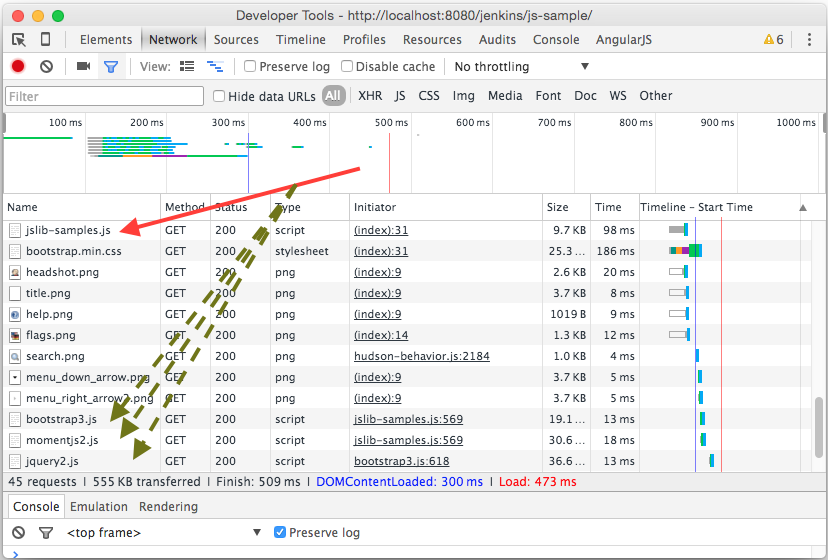 Developer Tools - http://localhost:8080/jenkins/js-sample/
Elements Network Sources Timeline Profiles Resources Audits Console AngularJS 6
View: Preserve log Disable cache No throttling
Filter Hide data URLs All XHR JS CSS Img Media Font Doc WS Other
100 ms 200 ms 300 ms 400 ms 500 ms 600 ms 700 ms 800 ms 900 ms 1000 ms
Name Method Status Type Initiator Size Time Timeline – Start Time
jslib-samples.js GET 200 script (index):31 9.7 KB 98 ms
bootstrap.min.css GET 200 stylesheet (index):31 25.3 ... 186 ms
headshot.png GET 200 png (index):9 2.6 KB 20 ms
title.png GET 200 png (index):9 3.7 KB 8 ms
help.png GET 200 png (index):9 1019 B 9 ms
flags.png GET 200 png (index):14 1.3 KB 12 ms
search.png GET 200 png hudson-behavior.js:2184 1.0 KB 4 ms
menu_down_arrow.png GET 200 png (index):9 3.7 KB 5 ms
menu_right_arrow2.png GET 200 png (index):9 3.7 KB 5 ms
bootstrap3.js GET 200 script jslib-samples.js:569 19.1 ... 13 ms
momentjs2.js GET 200 script jslib-samples.js:569 30.6 ... 18 ms
jquery2.js GET 200 script bootstrap3.js:618 36.6 ... 13 ms
45 requests | 555 KB transferred | Finish: 509 ms | DOMContentLoaded: 300 ms | Load: 473 ms
Console Emulation Rendering
<top frame> Preserve log